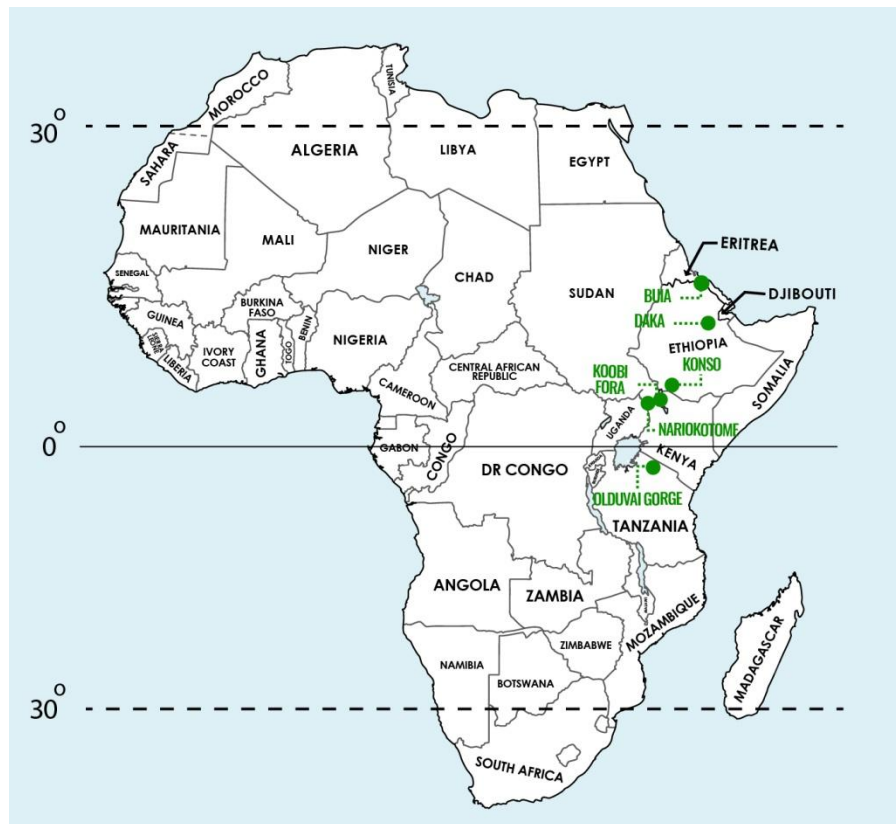 30°
MOROCCO
TUNISIA
ALGERIA
LIBYA
EGYPT
SAHARA
MAURITANIA
MALI
NIGER
CHAD
SUDAN
ERITREA
BUIA
DJIBOUTI
DAKA
SENEGAL
GUINEA
SIERRA
LEONE
LIBERIA
IVORY
COAST
BURKINA
FASO
GHANA
TOGO
BENIN
NIGERIA
CAMEROON
CENTRAL AFRICAN
REPUBLIC
ETHIOPIA
KONSO
KOOBI
FORA
SOMALIA
UGANDA
NARIOKOTOME
KENYA
0°
GABON
CONGO
DR CONGO
OLDUVAI GORGE
TANZANIA
ANGOLA
ZAMBIA
MOZAMBIQUE
ZIMBABWE
NAMIBIA
BOTSWANA
MADAGASCAR
30°
SOUTH AFRICA